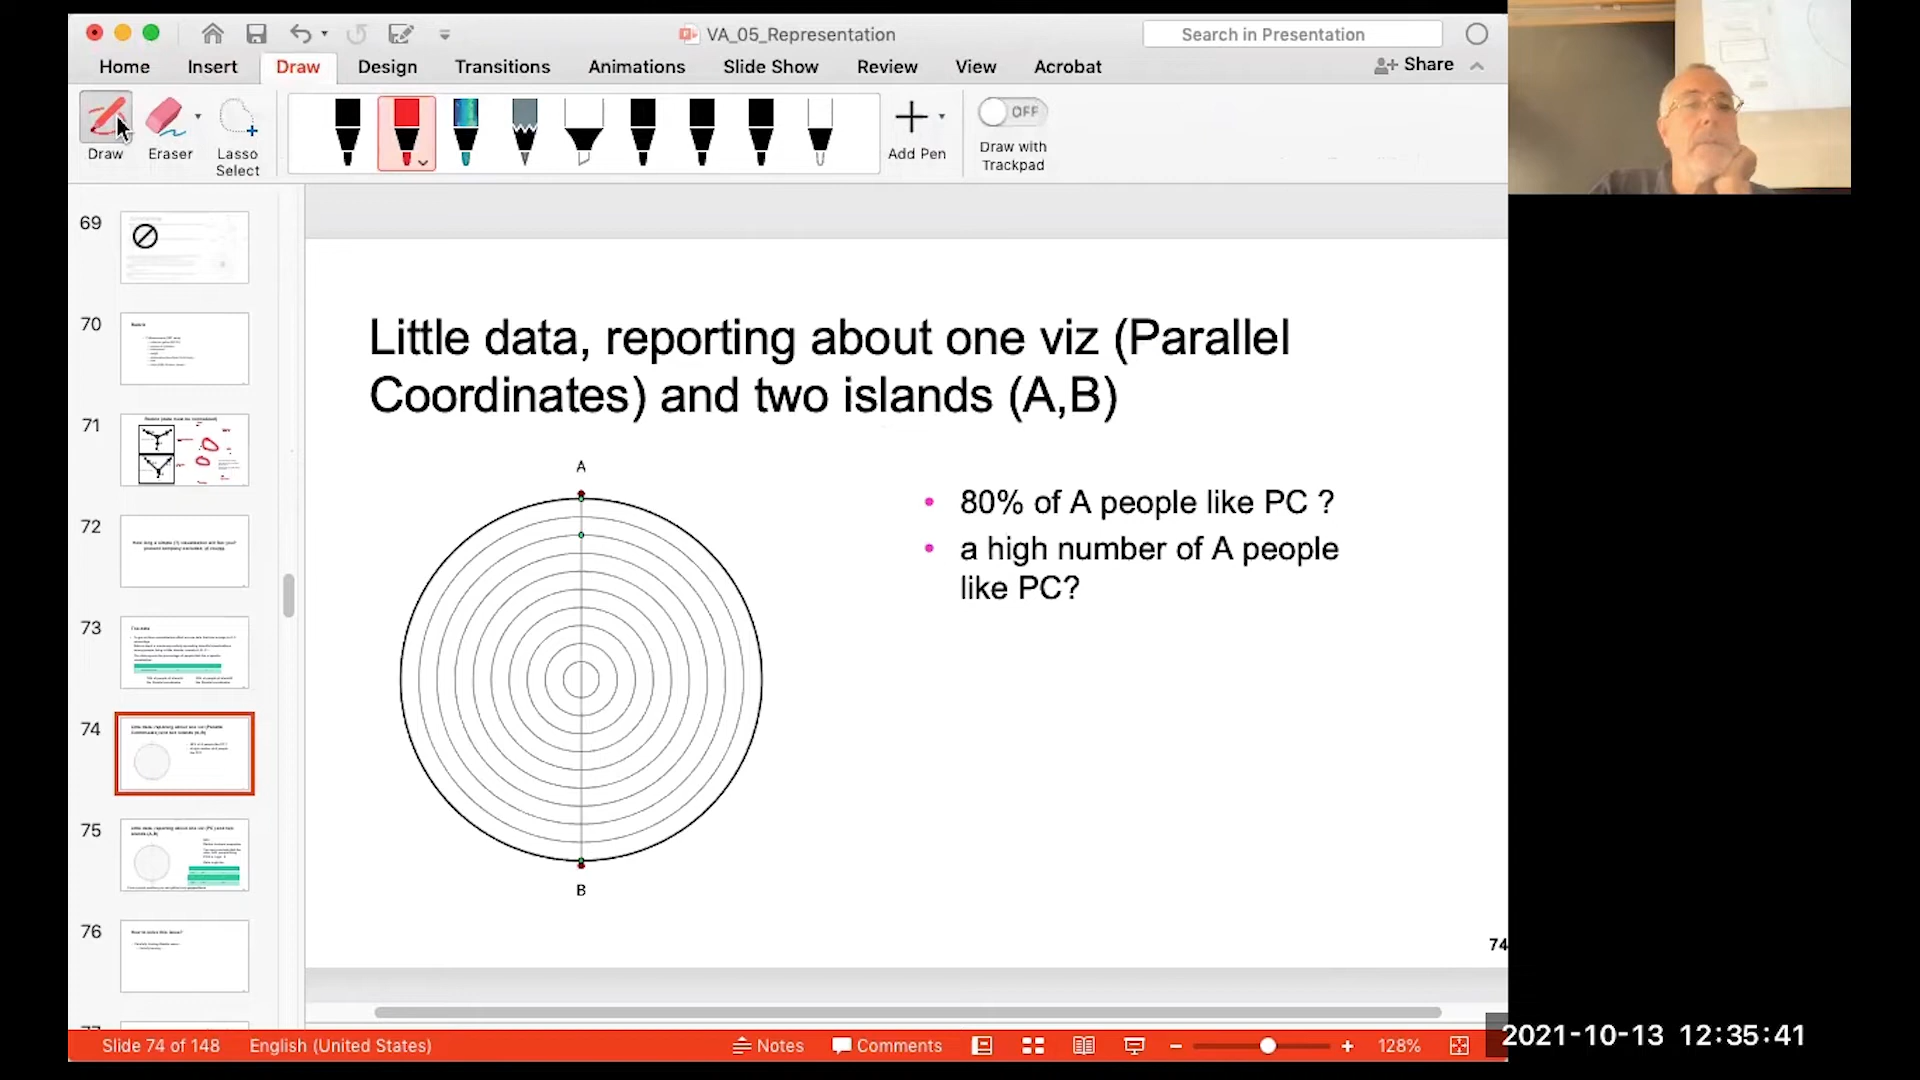 VA_05_Representation
Search in Presentation
Home Insert Draw Design Transitions Animations Slide Show Review View Acrobat Share
Draw Eraser Lasso Select Add Pen OFF Draw with Trackpad
69
70
71
72
73
74
75
76
Little data, reporting about one viz (Parallel
Coordinates) and two islands (A,B)
A
• 80% of A people like PC ?
• a high number of A people
like PC?
B
74
Slide 74 of 148 English (United States) Notes Comments 128%
2021-10-13 12:35:41